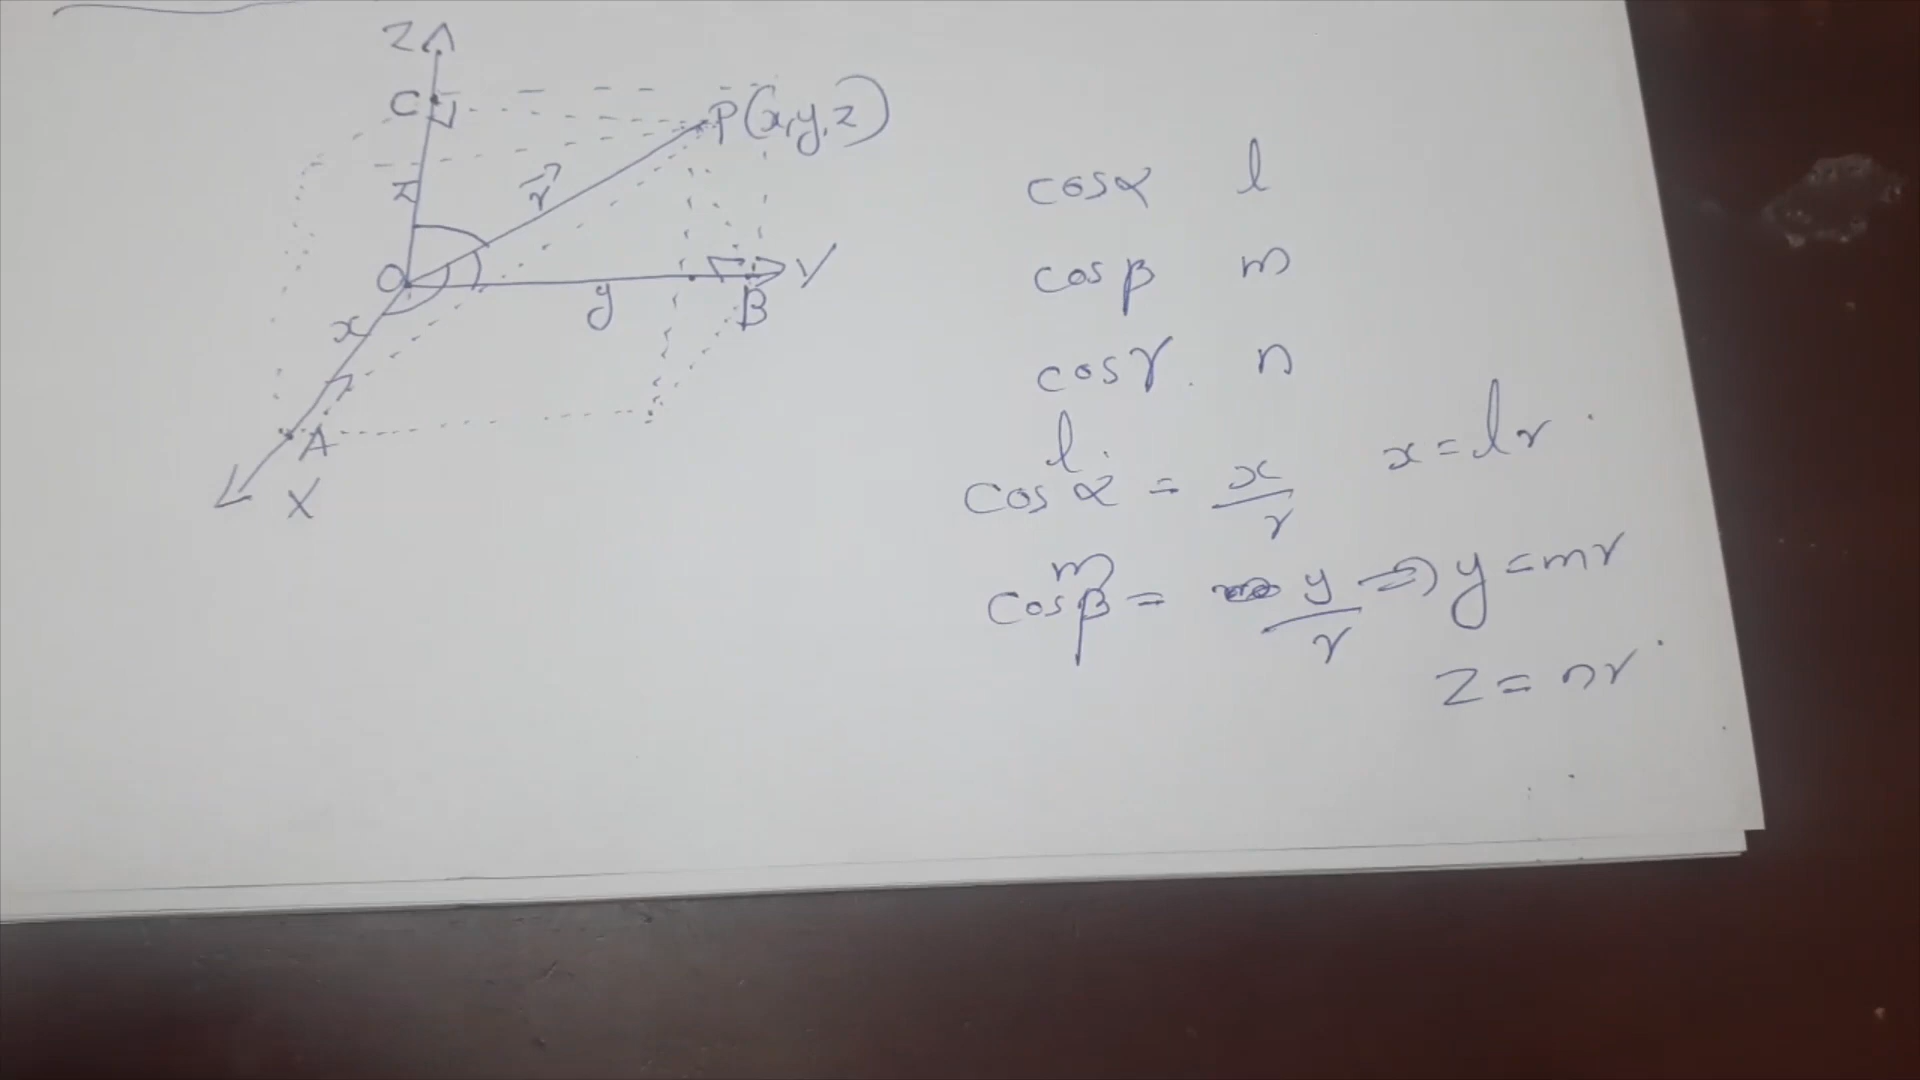 Z
C
P(x,y,z)
z
r
O
y
Y
B
x
A
X
cosα l
cosβ m
cosγ n
l
cosα = x/r x = lr
m
cosβ = y/r ⇒ y = mr
z = nr